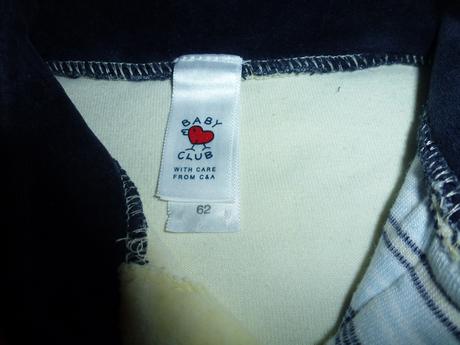 BABY
CLUB
WITH CARE
FROM C&A
62